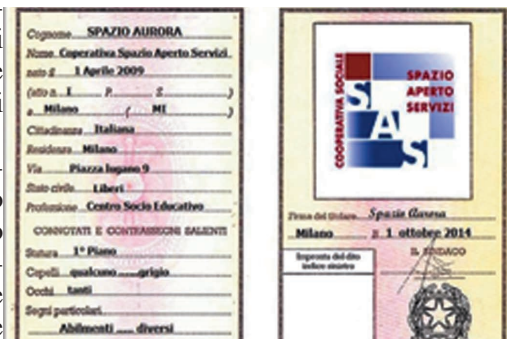 Cognome SPAZIO AURORA
Nome Coperativa Spazio Aperto Servizi
nato il 1 Aprile 2009
(atto n. I P. S )
a Milano ( MI )
Cittadinanza Italiana
Residenza Milano
Via Piazza lugano 9
Stato civile Liberi
Professione Centro Socio Educativo
CONNOTATI E CONTRASSEGNI SALIENTI
Statura 1° Piano
Capelli qualcuno ......grigio
Occhi tanti
Segni particolari
Abilmenti ..... diversi
COOPERATIVA SOCIALE
SPAZIO
APERTO
SERVIZI
SAS
Firma del titolare Spazio Aurora
Milano li 1 ottobre 2014
Impronta del dito
indice sinistro
IL SINDACO